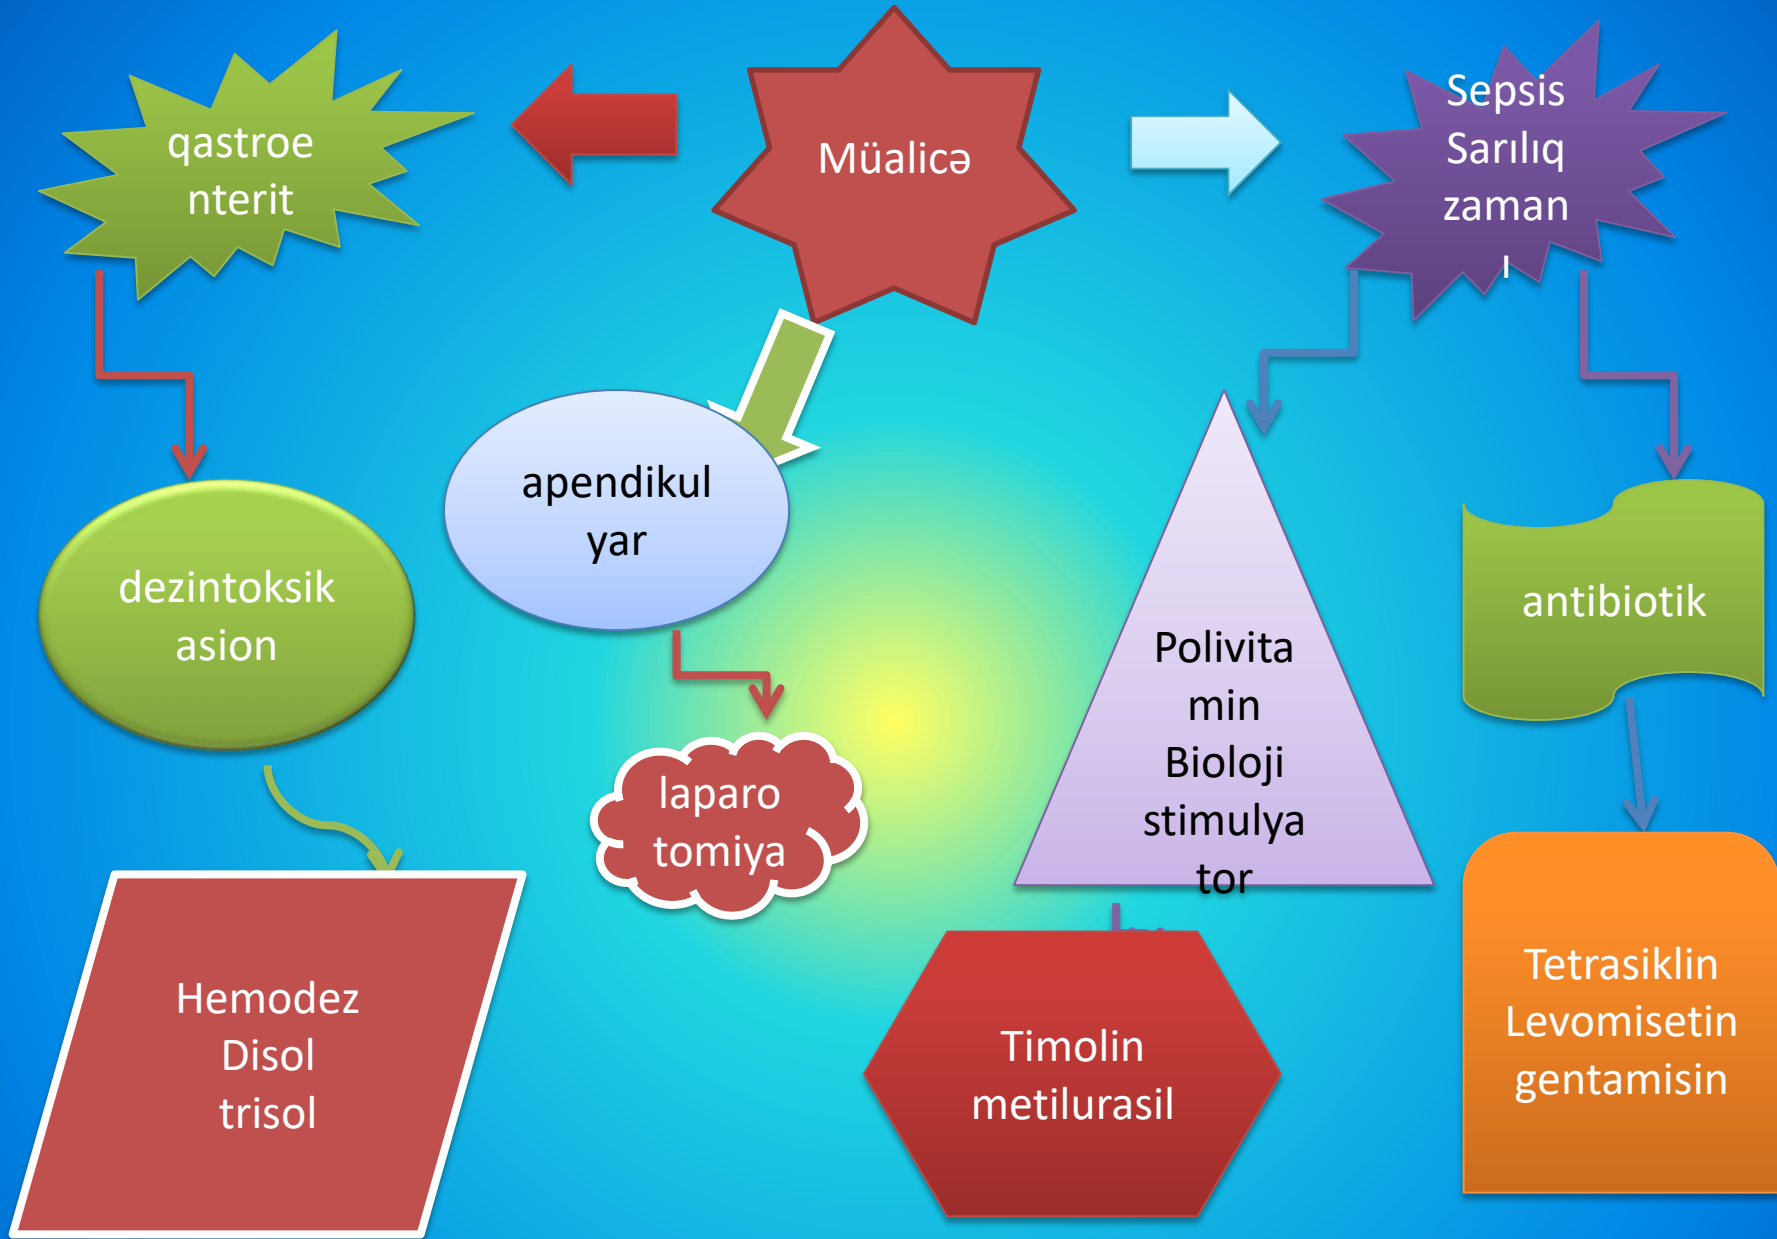 qastroe
nterit
Müalicə
Sepsis
Sarılıq
zaman
ı
apendikul
yar
dezintoksik
asion
antibiotik
Polivita
min
Bioloji
stimulya
tor
laparo
tomiya
Hemodez
Disol
trisol
Timolin
metilurasil
Tetrasiklin
Levomisetin
gentamisin